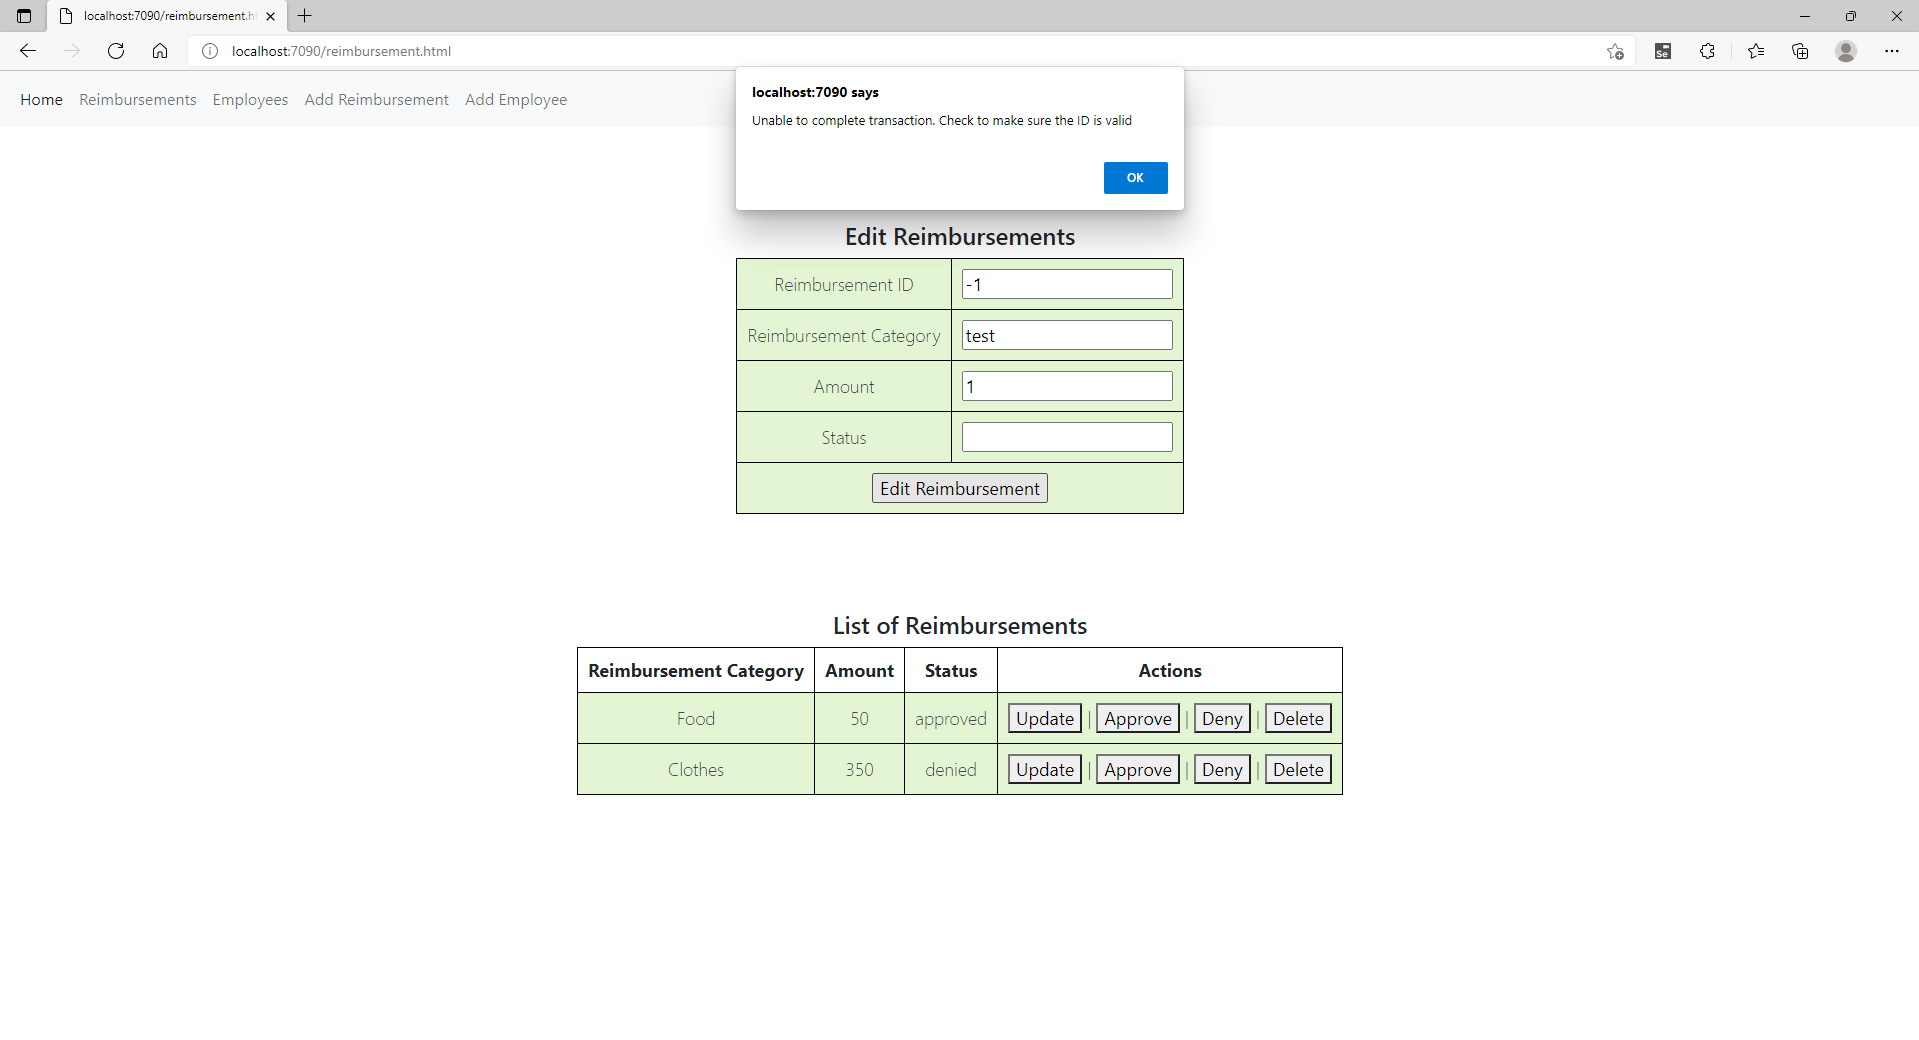 localhost:7090/reimbursement.h
localhost:7090/reimbursement.html
Se
Home Reimbursements Employees Add Reimbursement Add Employee
localhost:7090 says
Unable to complete transaction. Check to make sure the ID is valid
OK
Edit Reimbursements
Reimbursement ID -1
Reimbursement Category test
Amount 1
Status
Edit Reimbursement
List of Reimbursements
Reimbursement Category Amount Status Actions
Food 50 approved Update | Approve | Deny | Delete
Clothes 350 denied Update | Approve | Deny | Delete